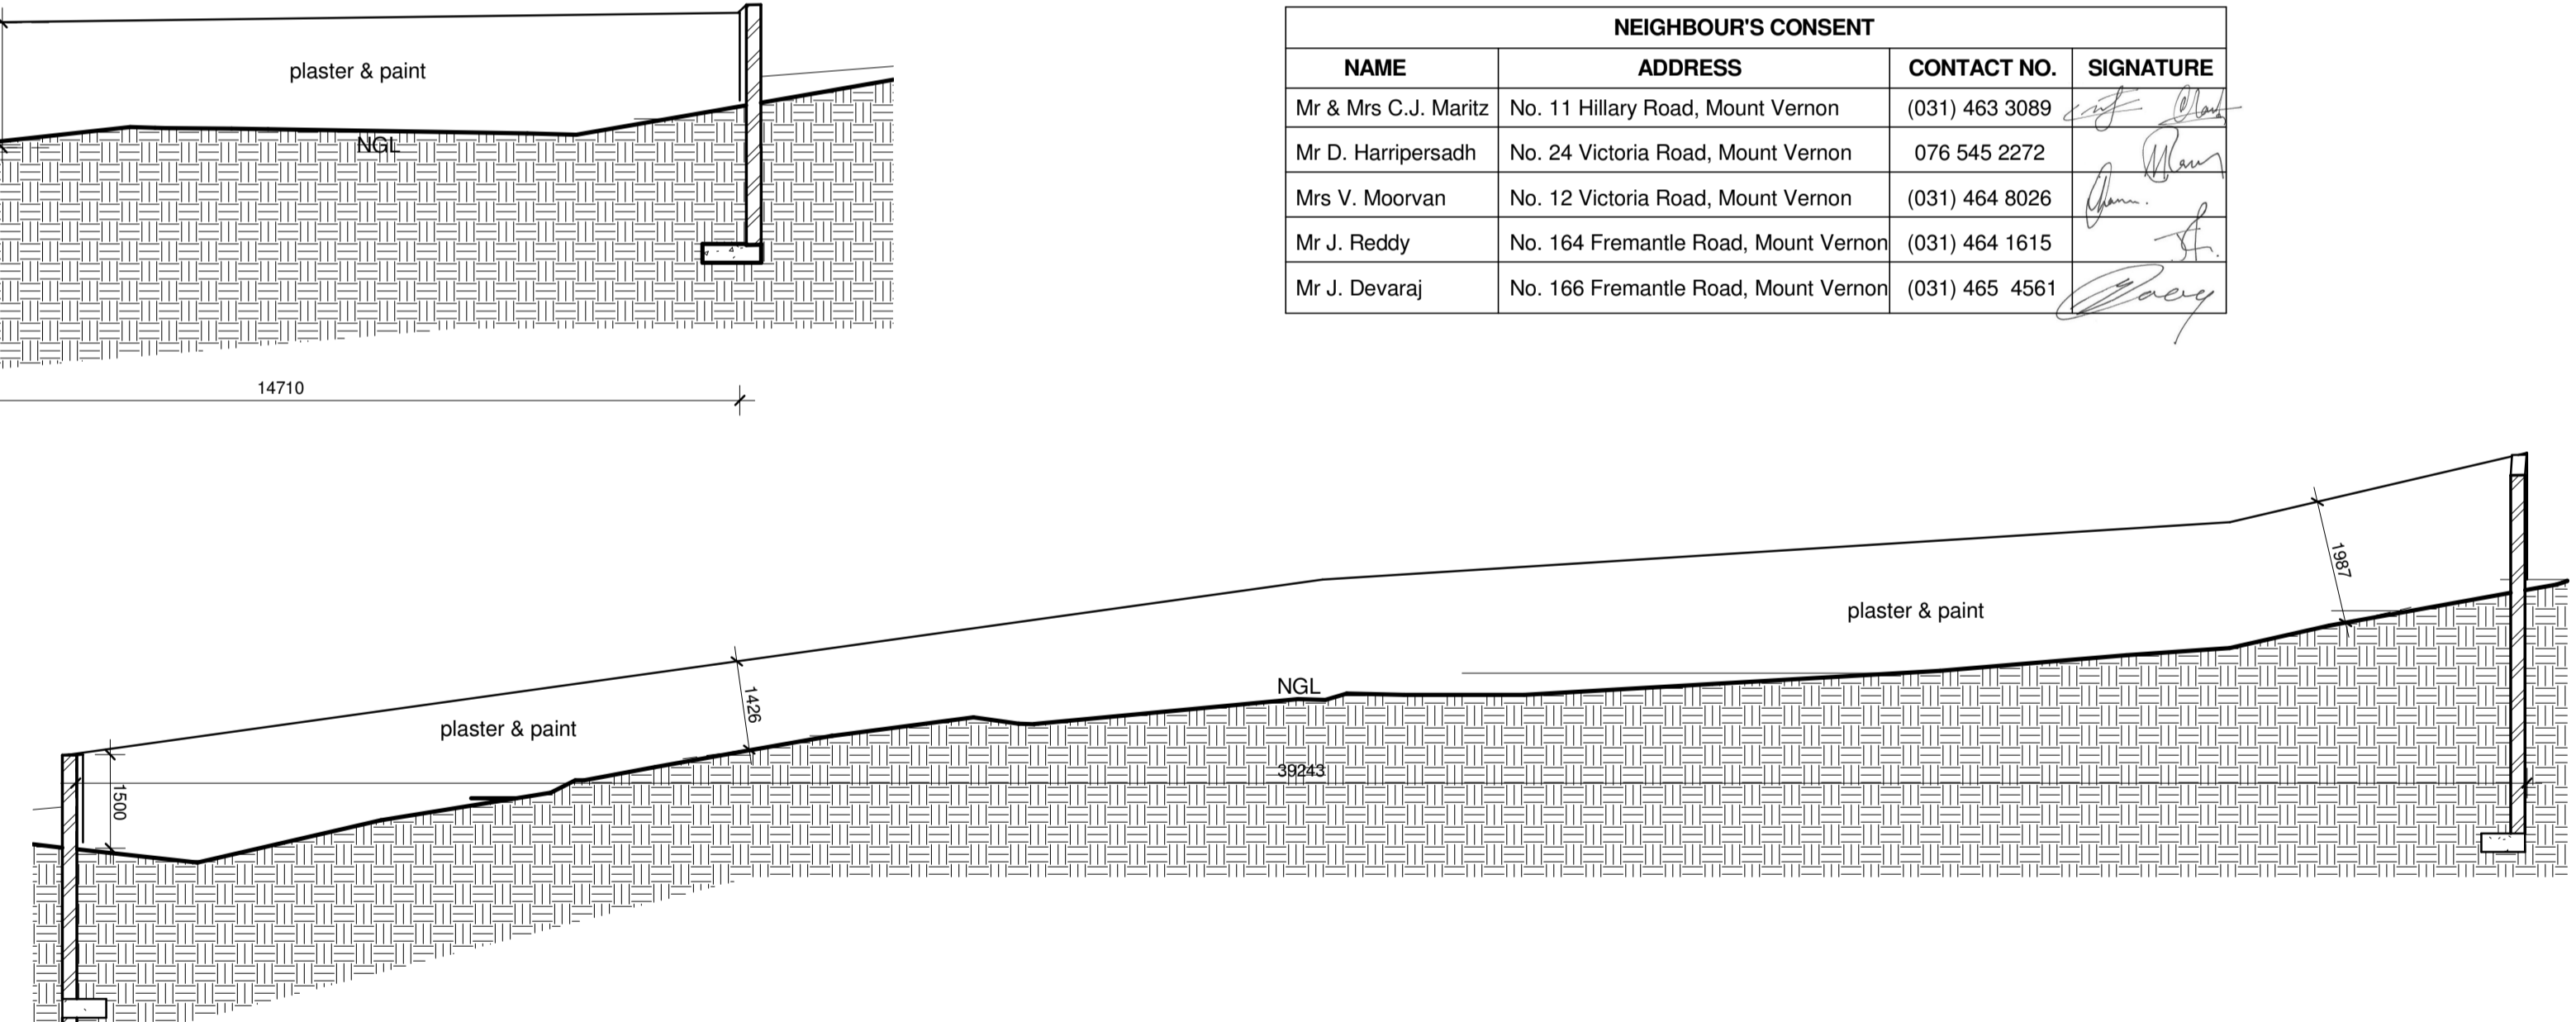 plaster & paint
NGL
14710
NEIGHBOUR'S CONSENT
NAME ADDRESS CONTACT NO. SIGNATURE
Mr & Mrs C.J. Maritz No. 11 Hillary Road, Mount Vernon (031) 463 3089
Mr D. Harripersadh No. 24 Victoria Road, Mount Vernon 076 545 2272
Mrs V. Moorvan No. 12 Victoria Road, Mount Vernon (031) 464 8026
Mr J. Reddy No. 164 Fremantle Road, Mount Vernon (031) 464 1615
Mr J. Devaraj No. 166 Fremantle Road, Mount Vernon (031) 465 4561
1987
plaster & paint
NGL
1426
plaster & paint
39243
1500